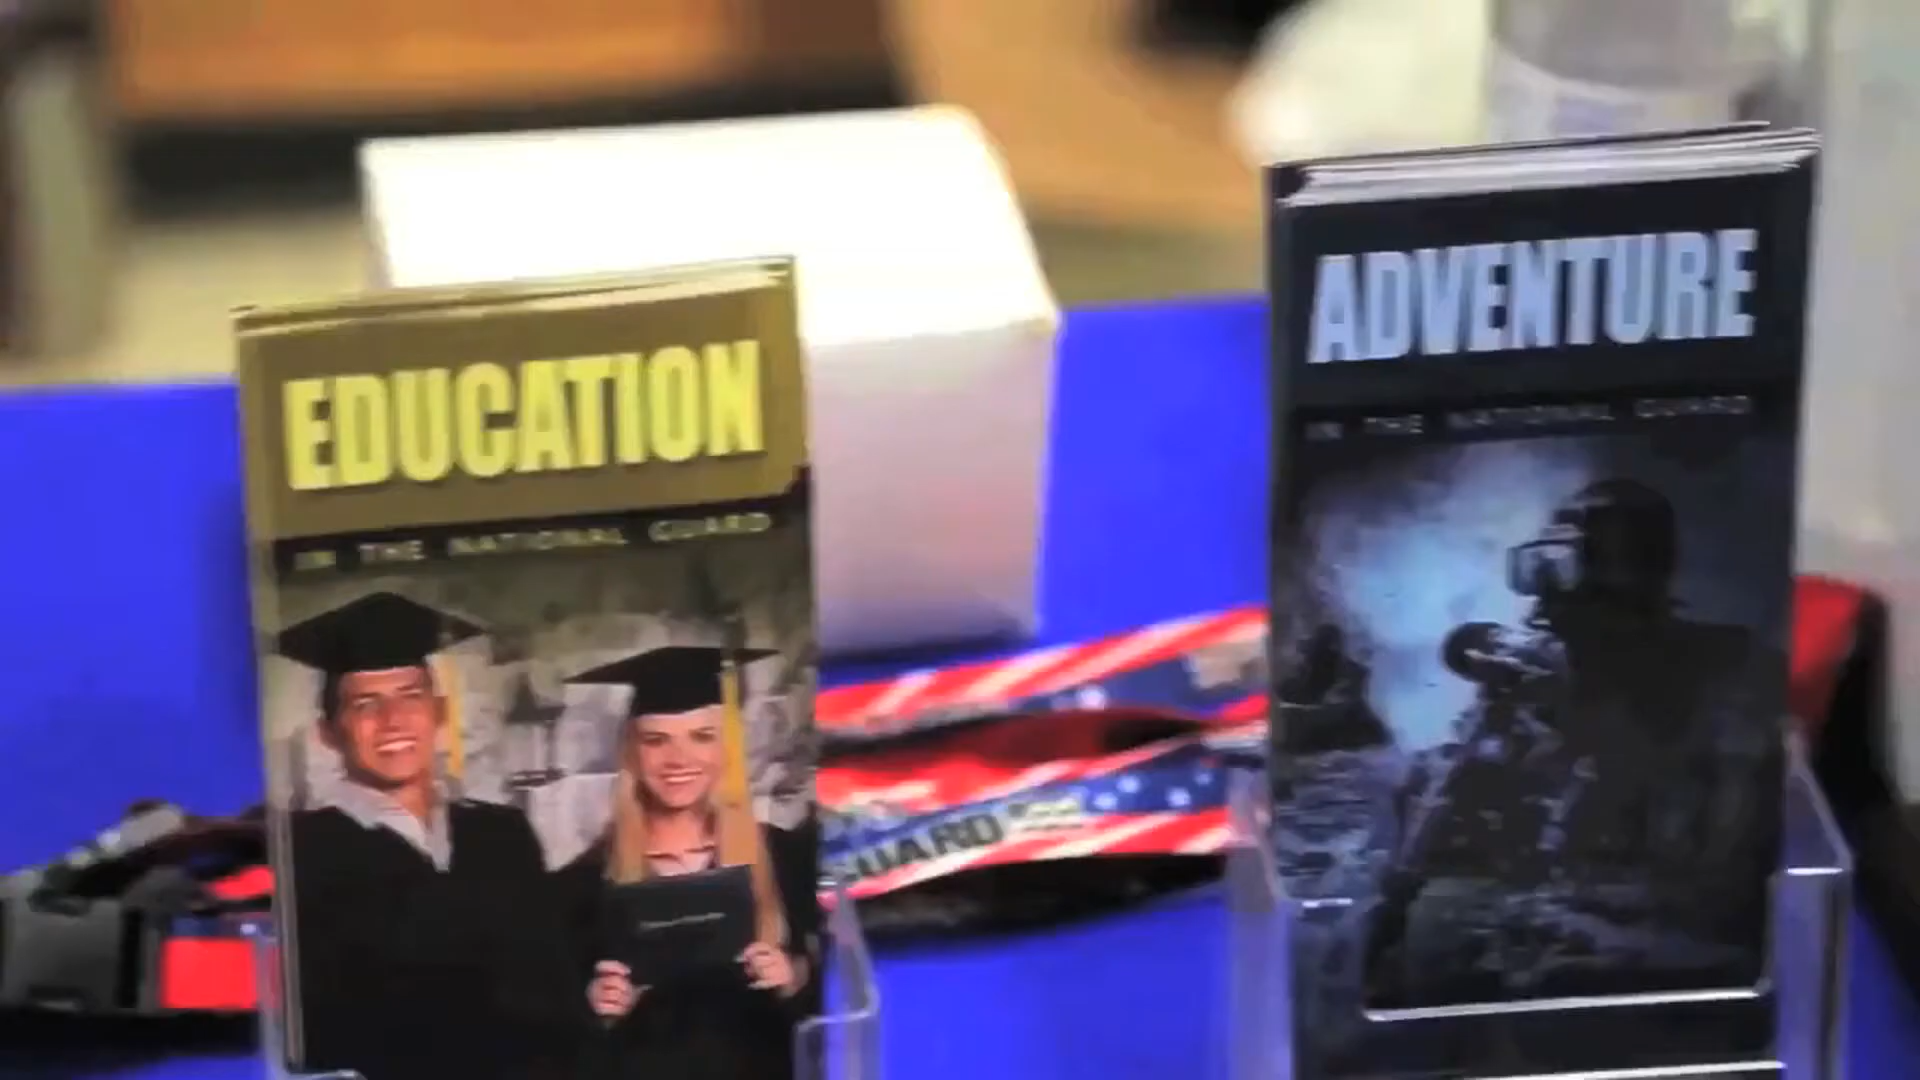 EDUCATION
IN THE NATIONAL GUARD
ADVENTURE
IN THE NATIONAL GUARD
GUARD